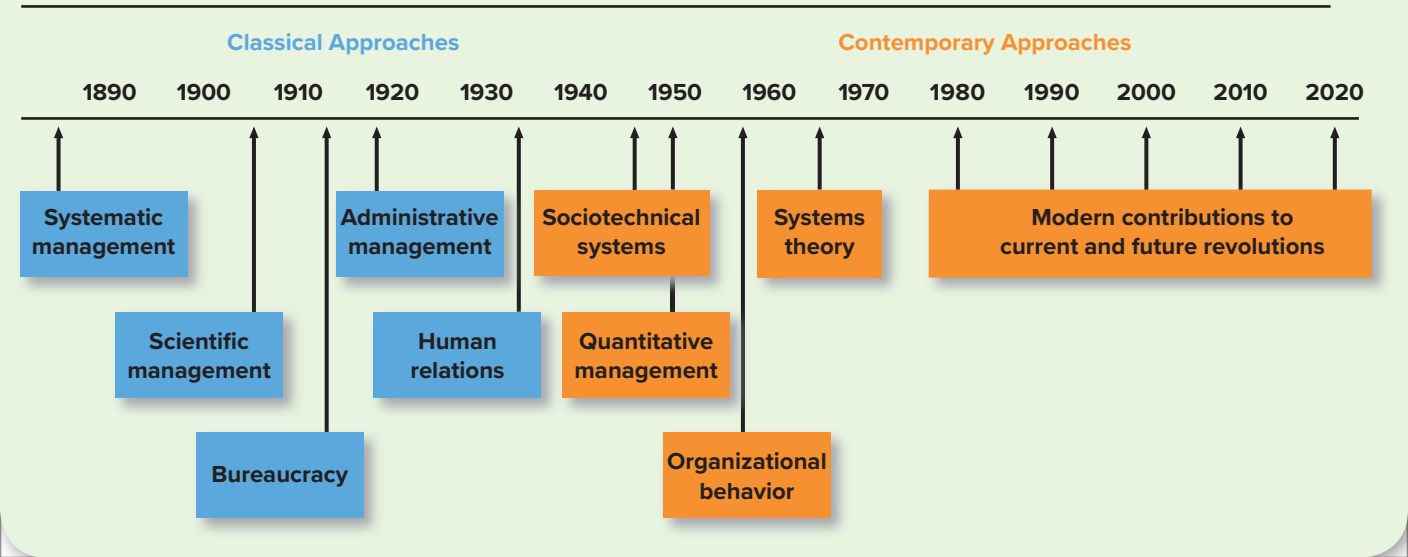 Classical Approaches
Contemporary Approaches
1890 1900 1910 1920 1930 1940 1950 1960 1970 1980 1990 2000 2010 2020
Systematic
management
Administrative
management
Sociotechnical
systems
Systems
theory
Modern contributions to
current and future revolutions
Scientific
management
Human
relations
Quantitative
management
Bureaucracy
Organizational
behavior